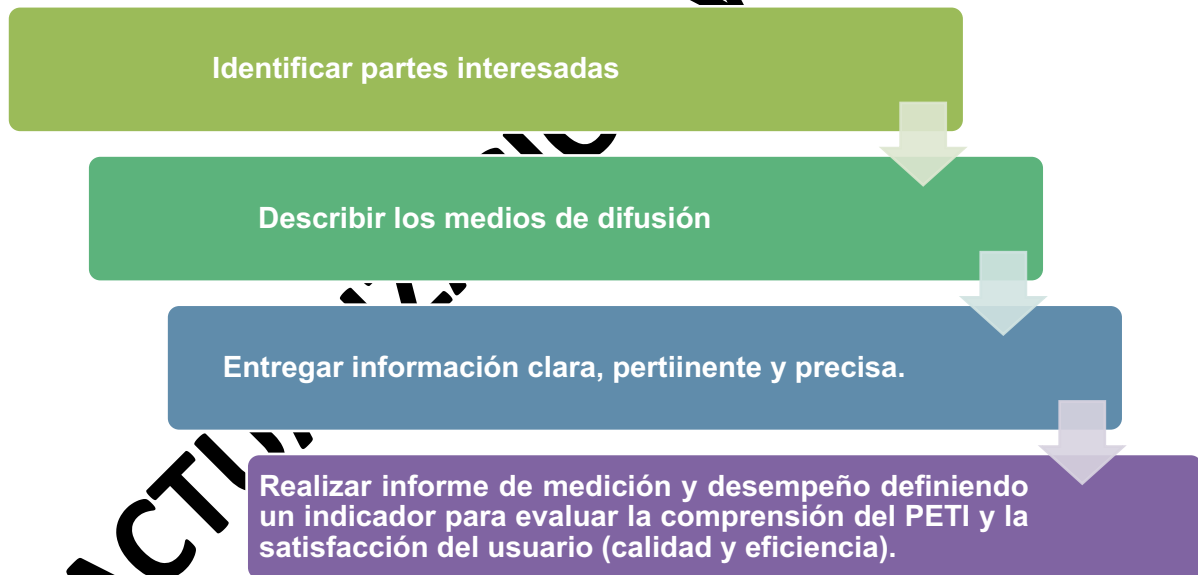 Identificar partes interesadas
Describir los medios de difusión
Entregar información clara, pertiinente y precisa.
Realizar informe de medición y desempeño definiendo
un indicador para evaluar la comprensión del PETI y la
satisfacción del usuario (calidad y eficiencia).